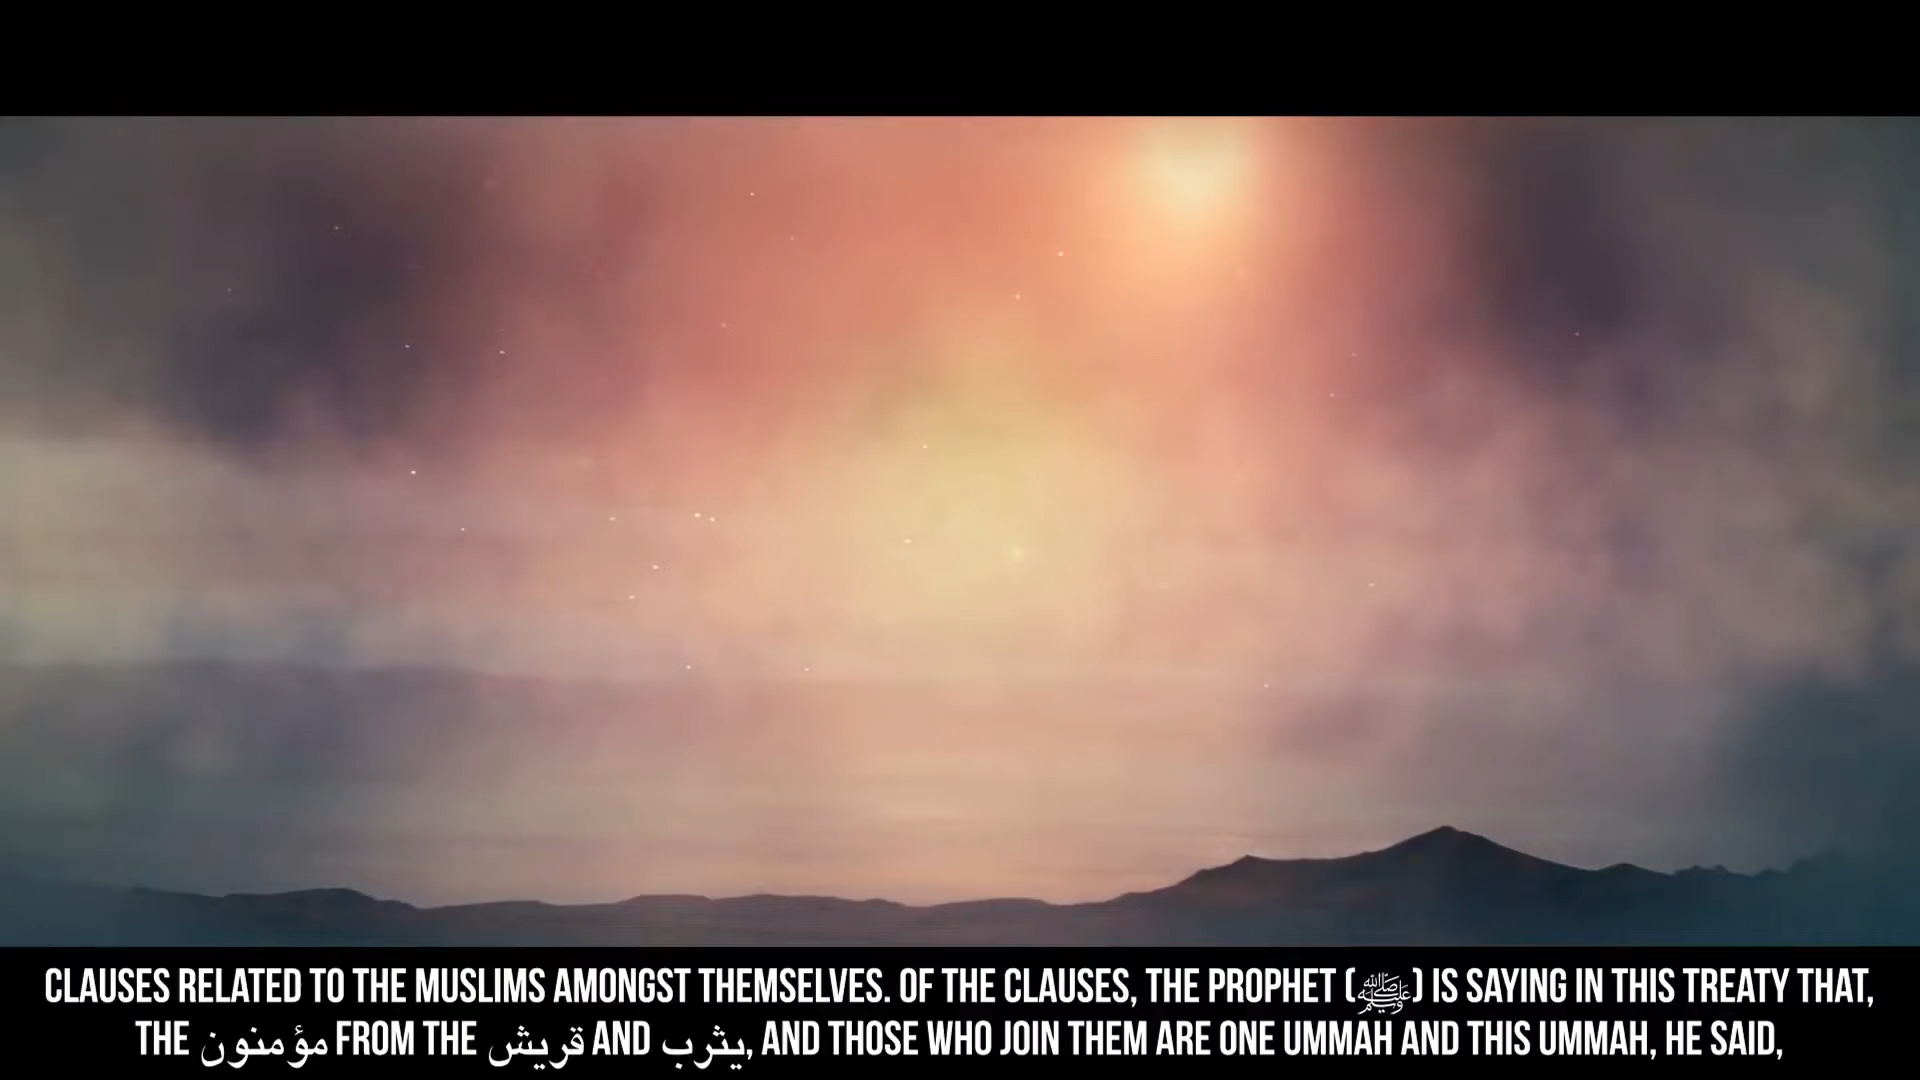 CLAUSES RELATED TO THE MUSLIMS AMONGST THEMSELVES. OF THE CLAUSES, THE PROPHET (ﷺ) IS SAYING IN THIS TREATY THAT,
THE مؤمنون FROM THE قريش AND يثرب, AND THOSE WHO JOIN THEM ARE ONE UMMAH AND THIS UMMAH, HE SAID,